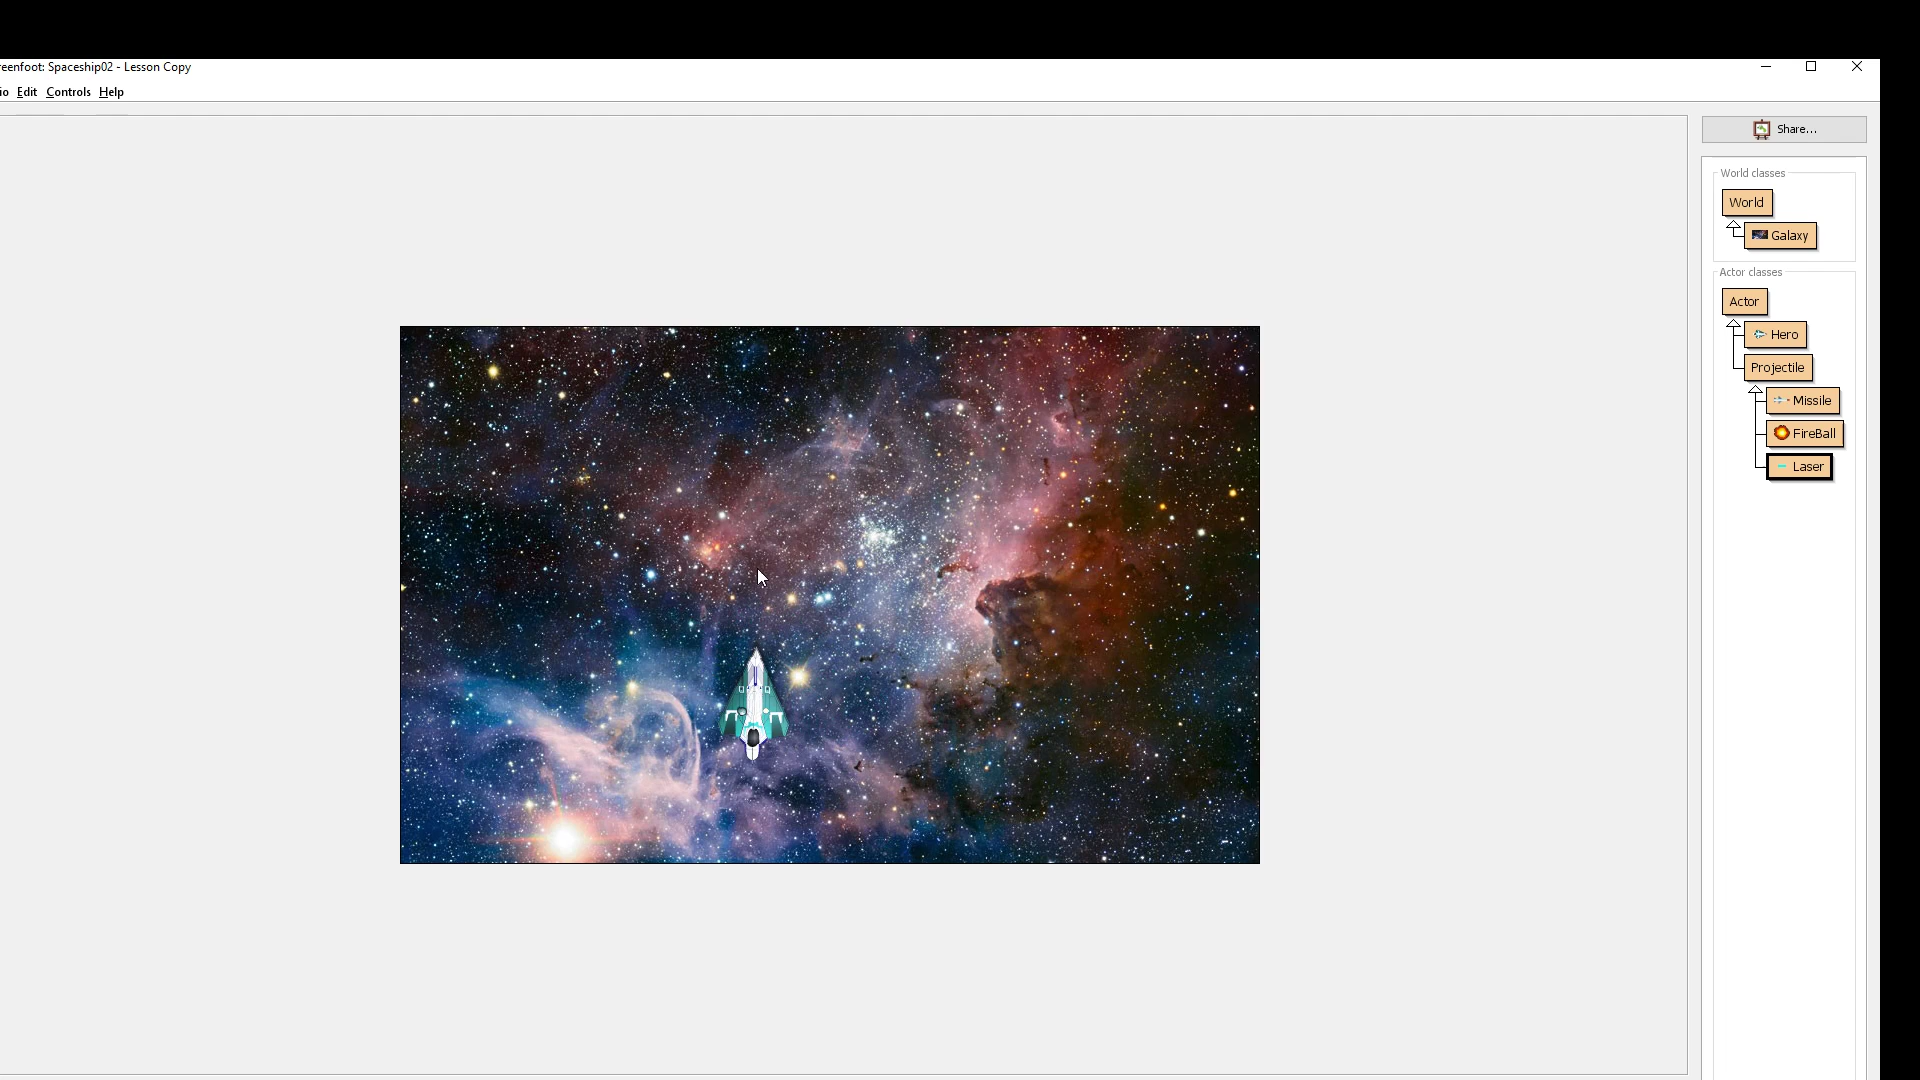 reenfoot: Spaceship02 - Lesson Copy
io Edit Controls Help
Share...
World classes
World
Galaxy
Actor classes
Actor
Hero
Projectile
Missile
FireBall
Laser